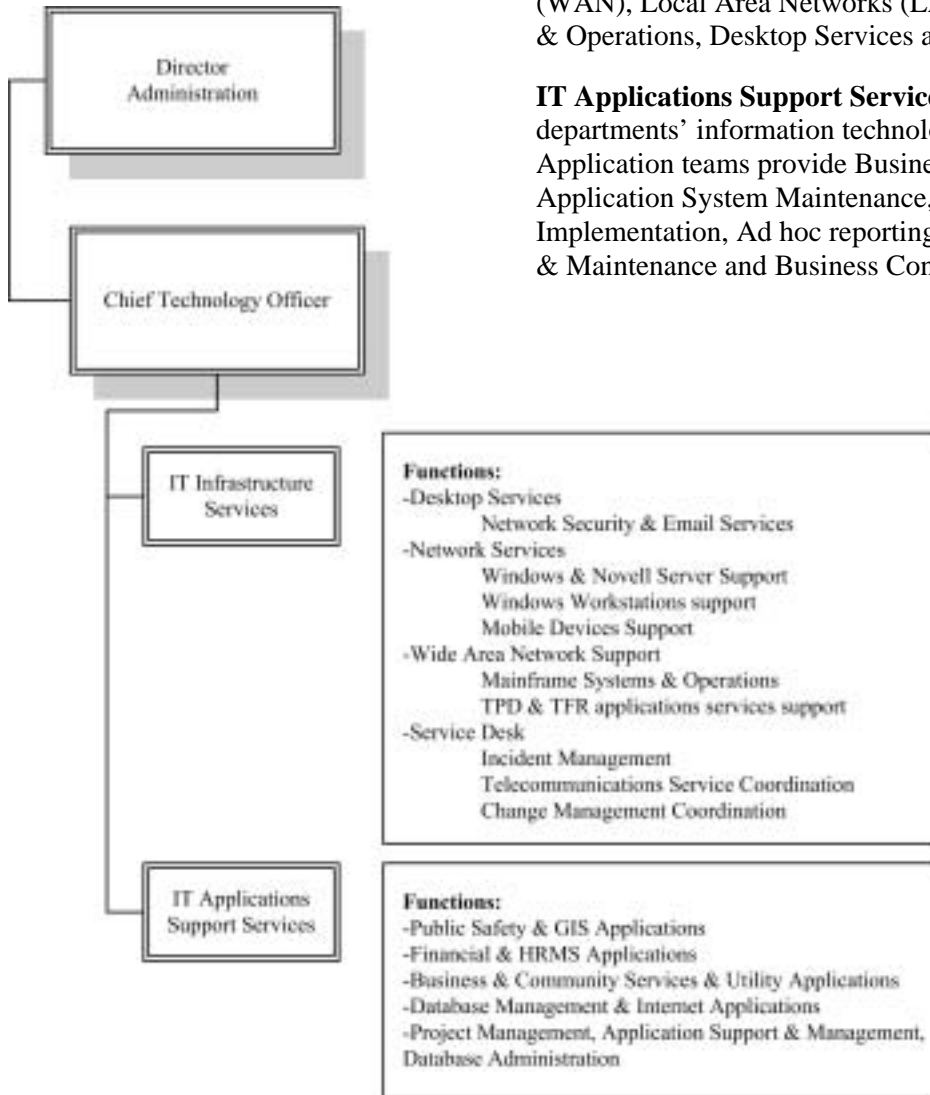 (WAN), Local Area Networks
& Operations, Desktop Services
IT Applications Support
departments’ information
Application teams provide
Application System Maintenance,
Implementation, Ad hoc reporting
& Maintenance and Business
Director
Administration
Chief Technology Officer
IT Infrastructure
Services
Functions:
-Desktop Services
Network Security & Email Services
-Network Services
Windows & Novell Server Support
Windows Workstations support
Mobile Devices Support
-Wide Area Network Support
Mainframe Systems & Operations
TPD & TFR applications services support
-Service Desk
Incident Management
Telecommunications Service Coordination
Change Management Coordination
IT Applications
Support Services
Functions:
-Public Safety & GIS Applications
-Financial & HRMS Applications
-Business & Community Services & Utility Applications
-Database Management & Internet Applications
-Project Management, Application Support & Management,
Database Administration